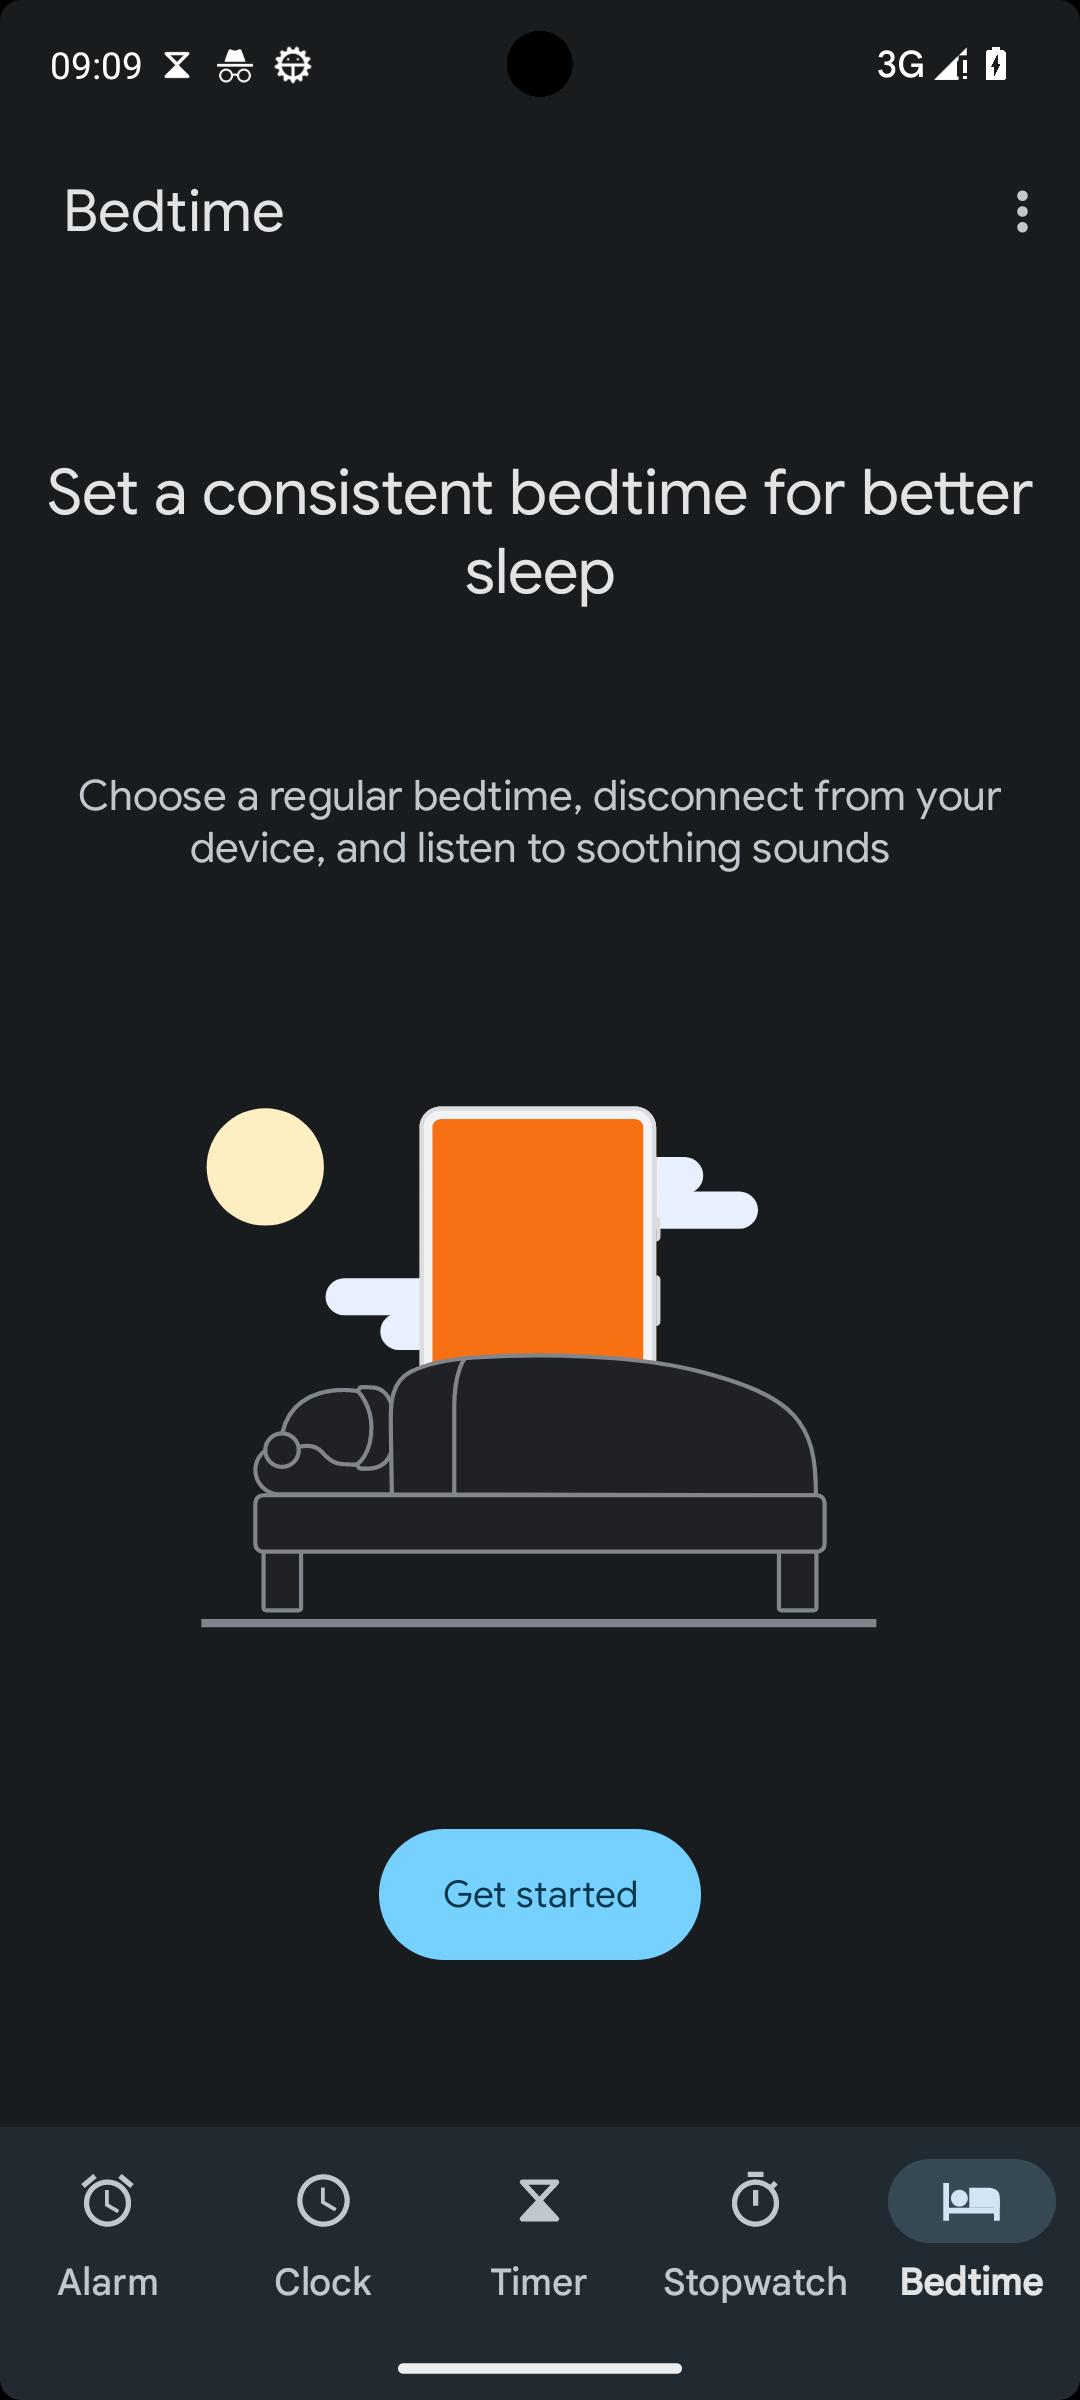 09:09
3G
Bedtime
Set a consistent bedtime for better
sleep
Choose a regular bedtime, disconnect from your
device, and listen to soothing sounds
Get started
Alarm
Clock
Timer
Stopwatch
Bedtime